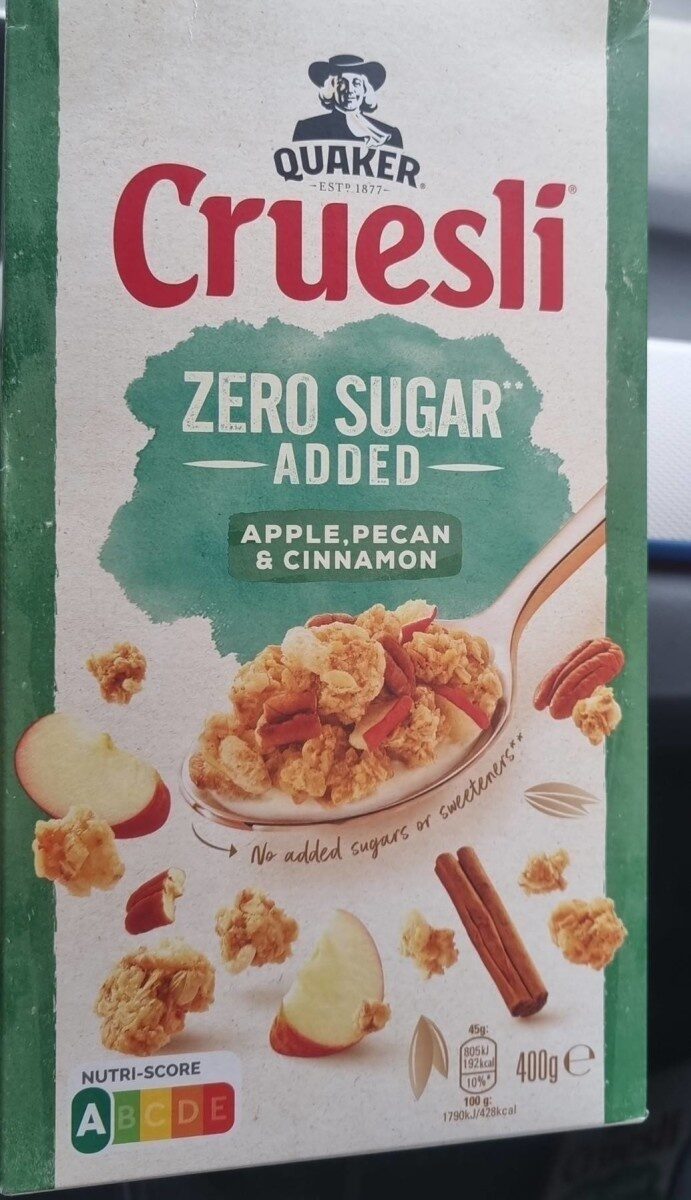 QUAKER®
-ESTD 1877-
Cruesli®
ZERO SUGAR**
ADDED
APPLE, PECAN
& CINNAMON
No added sugars or sweeteners**
NUTRI-SCORE
A B C D E
45g:
805kJ
192kcal
10%*
100 g:
1790kJ/428kcal
400g ℮